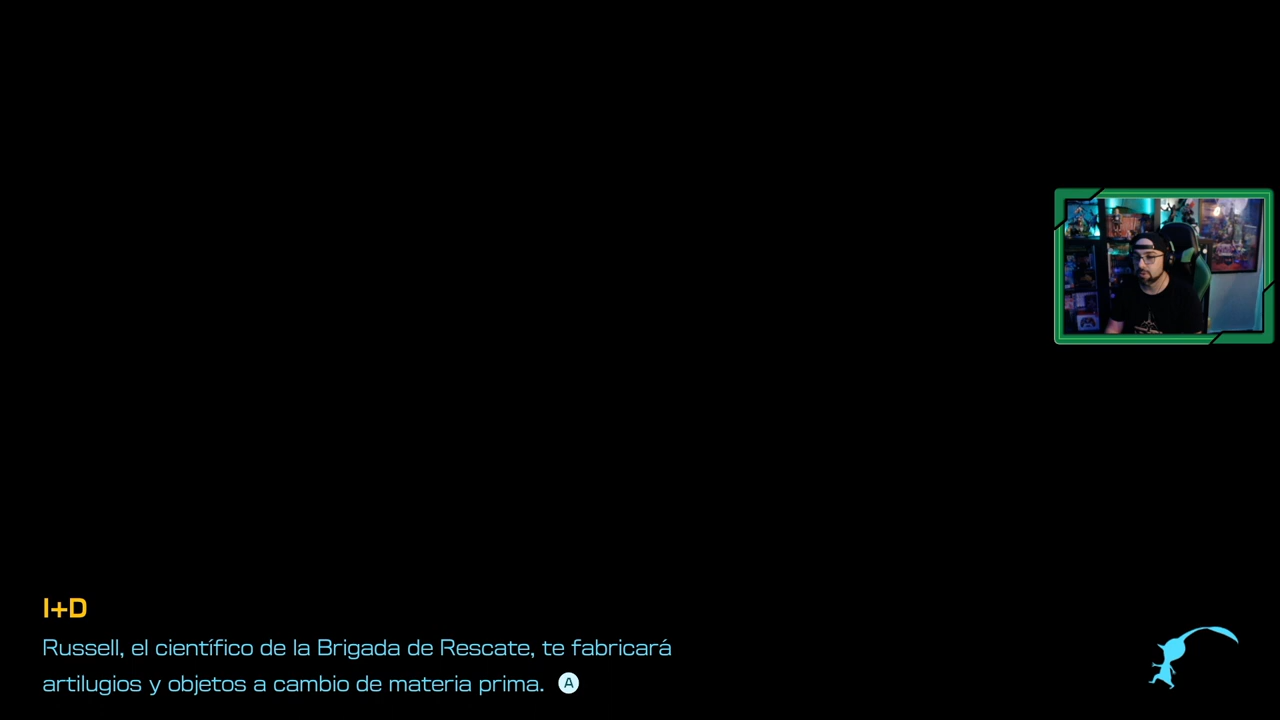 I+D
Russell, el científico de la Brigada de Rescate, te fabricará
artilugios y objetos a cambio de materia prima. A